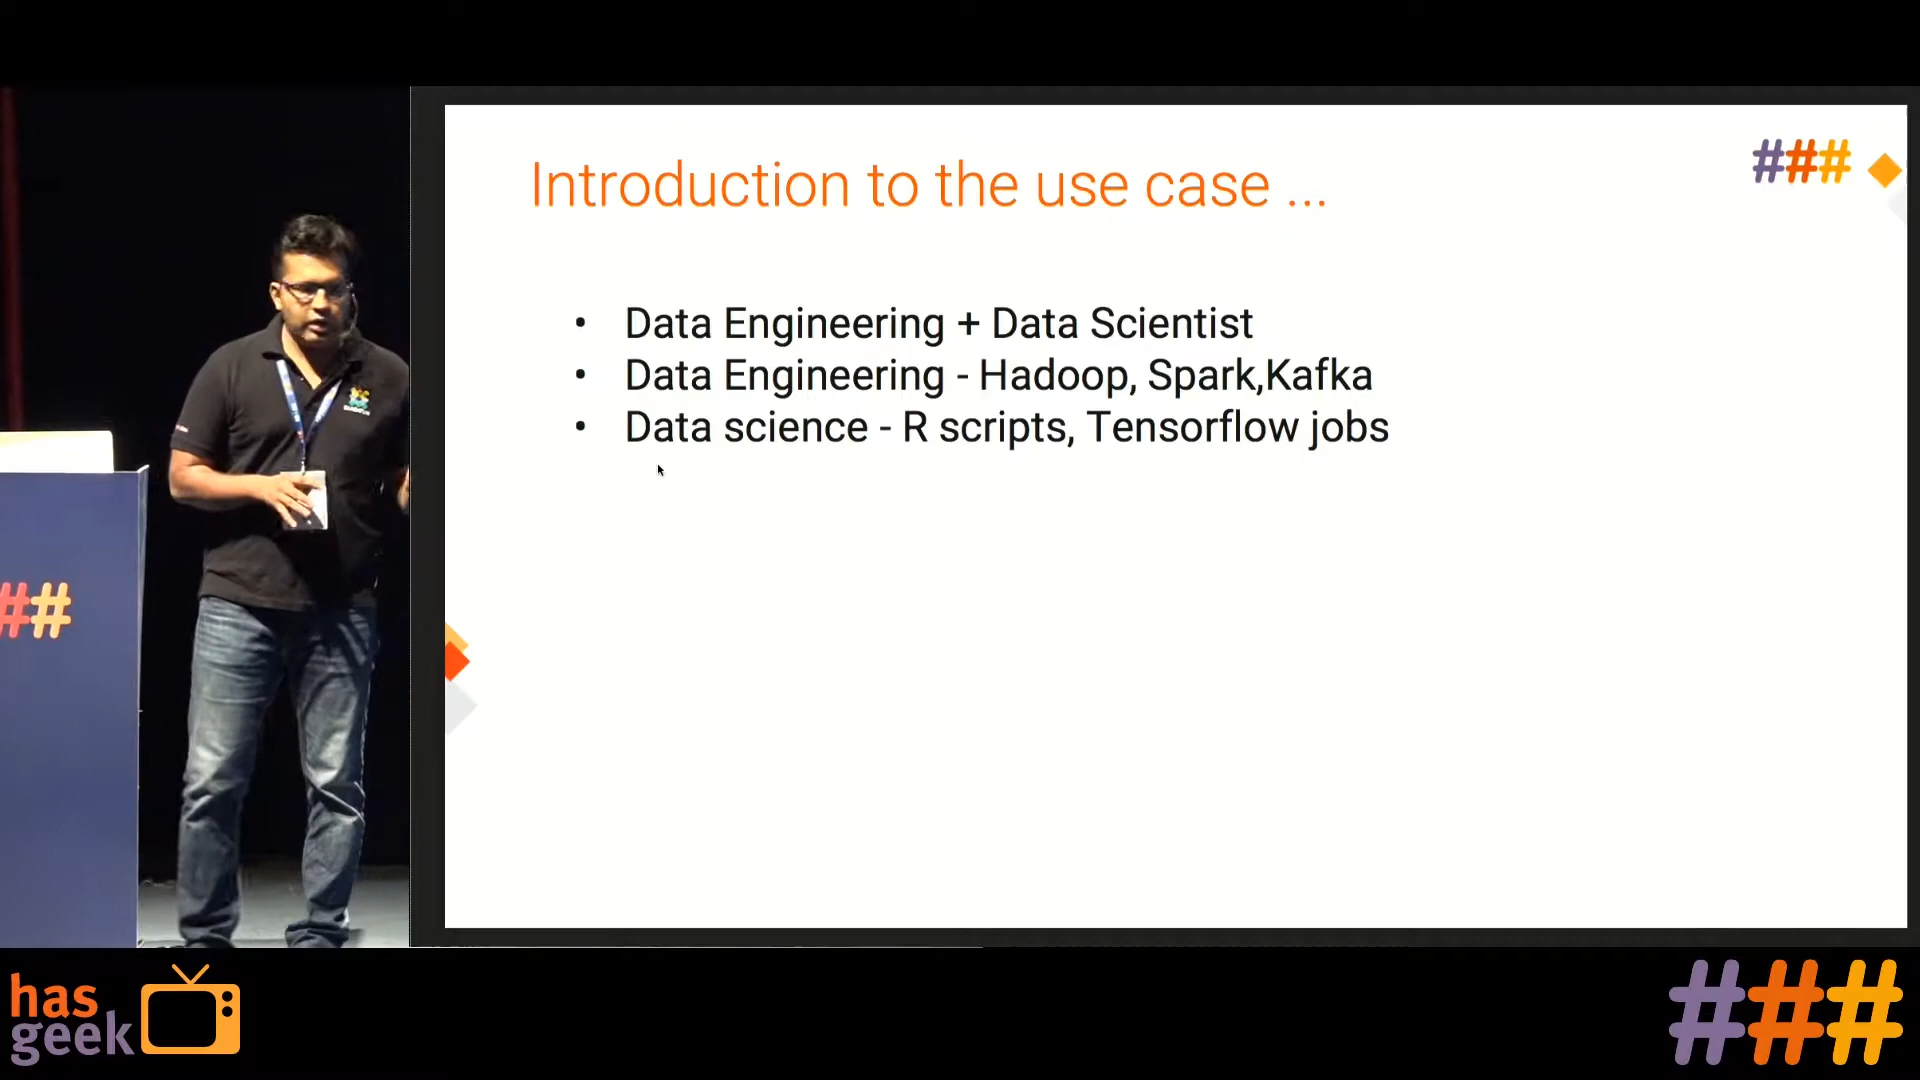 Introduction to the use case ...
###
• Data Engineering + Data Scientist
• Data Engineering - Hadoop, Spark,Kafka
• Data science - R scripts, Tensorflow jobs
##
has
geek
###